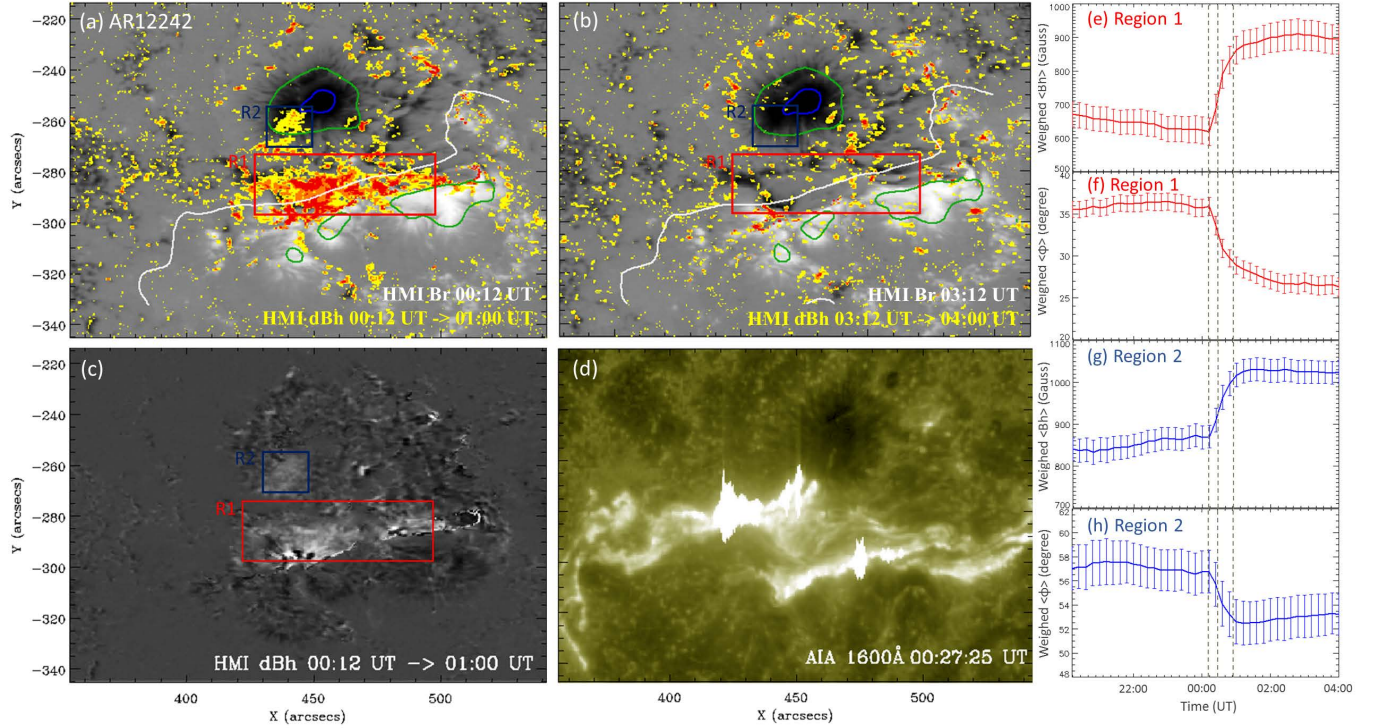 (a) AR12242
R2
R1
HMI Br 00:12 UT
HMI dBh 00:12 UT -> 01:00 UT
-220
-240
-260
-280
-300
-320
-340
Y (arcsecs)
(b)
R2
R1
HMI Br 03:12 UT
HMI dBh 03:12 UT -> 04:00 UT
(c)
R2
R1
HMI dBh 00:12 UT -> 01:00 UT
-220
-240
-260
-280
-300
-320
-340
Y (arcsecs)
400
450
500
X (arcsecs)
(d)
AIA 1600Å 00:27:25 UT
400
450
500
X (arcsecs)
(e) Region 1
1000
900
800
700
600
500
Weighed <Bh> (Gauss)
(f) Region 1
40
35
30
25
20
Weighed <Φ> (degree)
(g) Region 2
1100
1000
900
800
700
Weighed <Bh> (Gauss)
(h) Region 2
62
60
58
56
54
52
50
48
Weighed <Φ> (degree)
22:00
00:00
02:00
04:00
Time (UT)